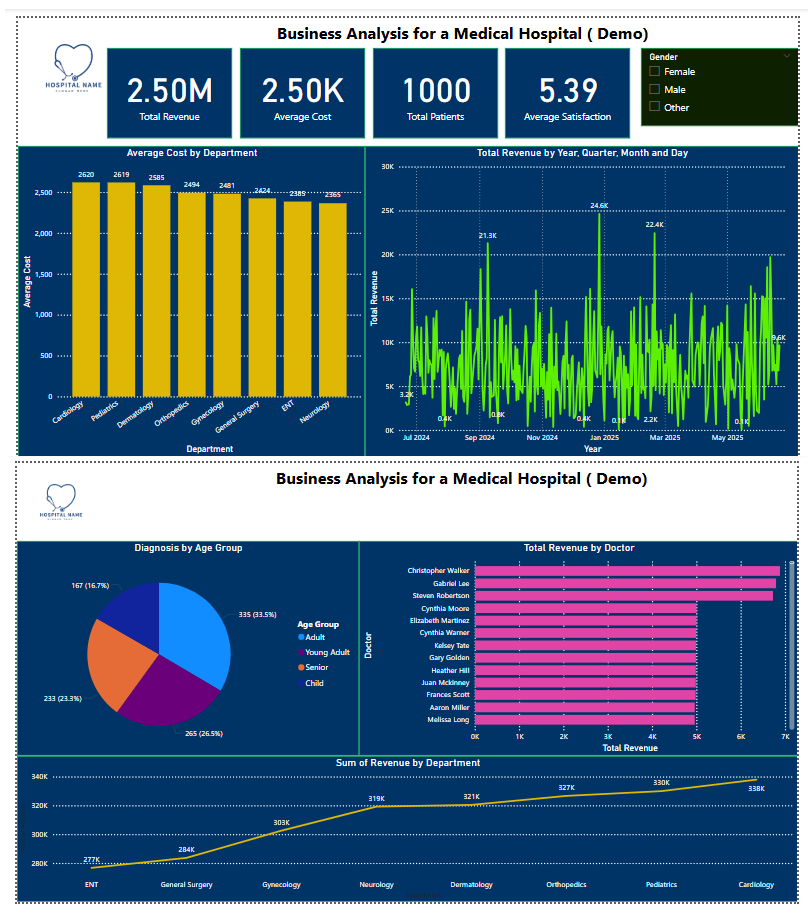 Business Analysis for a Medical Hospital ( Demo)
HOSPITAL NAME
2.50M
Total Revenue
2.50K
Average Cost
1000
Total Patients
5.39
Average Satisfaction
Gender
Female
Male
Other
Average Cost by Department
Average Cost
2,500
2,000
1,500
1,000
500
0
2620
2619
2585
2494
2481
2424
2385
2365
Cardiology
Pediatrics
Dermatology
Orthopedics
Gynecology
General Surgery
ENT
Neurology
Department
Total Revenue by Year, Quarter, Month and Day
Total Revenue
30K
25K
20K
15K
10K
5K
0K
3.2K
0.4K
21.3K
0.8K
0.4K
24.6K
0.1K
22.4K
2.2K
0.1K
9.6K
Jul 2024
Sep 2024
Nov 2024
Jan 2025
Mar 2025
May 2025
Year
Business Analysis for a Medical Hospital ( Demo)
HOSPITAL NAME
Diagnosis by Age Group
167 (16.7%)
335 (33.5%)
233 (23.3%)
265 (26.5%)
Age Group
Adult
Young Adult
Senior
Child
Total Revenue by Doctor
Doctor
Christopher Walker
Gabriel Lee
Steven Robertson
Cynthia Moore
Elizabeth Martinez
Cynthia Warner
Kelsey Tate
Gary Golden
Heather Hill
Juan Mckinney
Frances Scott
Aaron Miller
Melissa Long
0K
1K
2K
3K
4K
5K
6K
7K
Total Revenue
Sum of Revenue by Department
340K
320K
300K
280K
277K
284K
303K
319K
321K
327K
330K
338K
ENT
General Surgery
Gynecology
Neurology
Dermatology
Orthopedics
Pediatrics
Cardiology